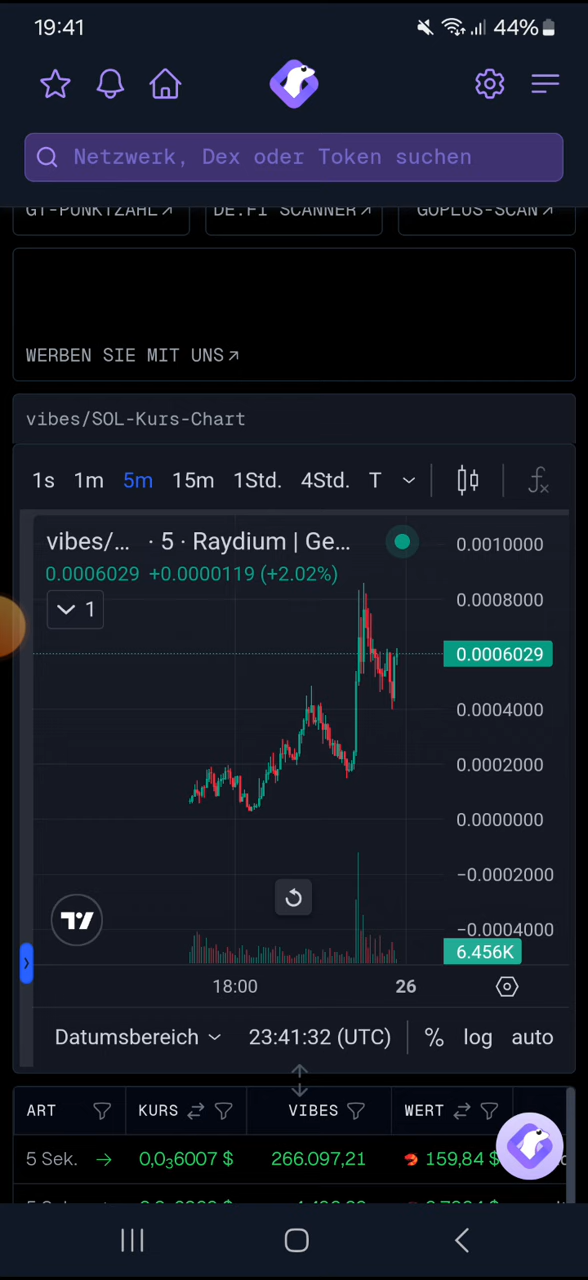 19:41 44%
Netzwerk, Dex oder Token suchen
GT-PUNKTZAHL↗ DE.FI SCANNER↗ GOPLUS-SCAN↗
WERBEN SIE MIT UNS↗
vibes/SOL-Kurs-Chart
1s 1m 5m 15m 1Std. 4Std. T
vibes/... · 5 · Raydium | Ge...
0.0006029 +0.0000119 (+2.02%)
1
0.0010000
0.0008000
0.0006029
0.0004000
0.0002000
0.0000000
−0.0002000
−0.0004000
6.456K
18:00 26
Datumsbereich 23:41:32 (UTC) % log auto
ART KURS VIBES WERT
5 Sek. → 0,0₃6007 $ 266.097,21 159,84 $